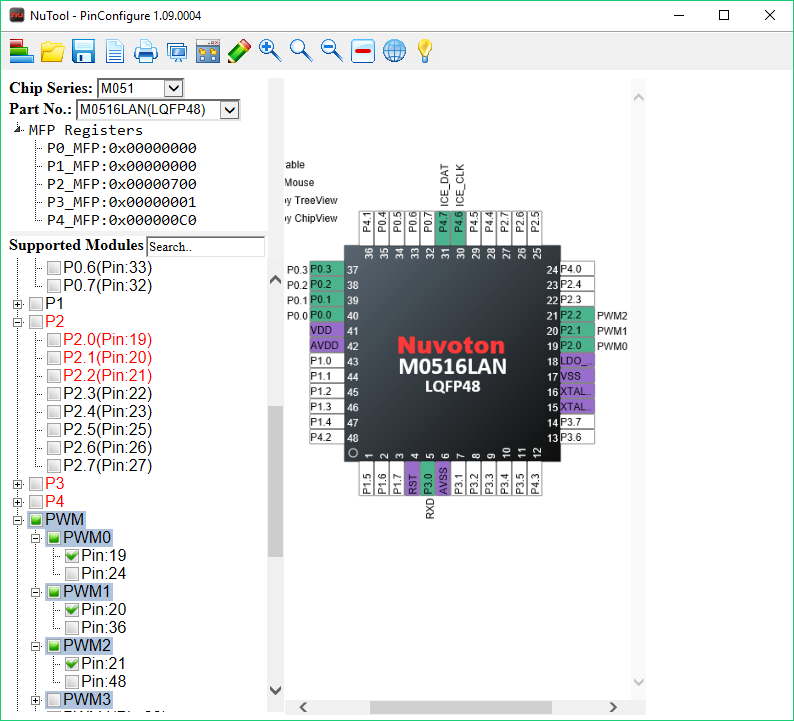 NuTool - PinConfigure 1.09.0004
Chip Series: M051
Part No.: M0516LAN(LQFP48)
MFP Registers
P0_MFP:0x00000000
P1_MFP:0x00000000
P2_MFP:0x00000700
P3_MFP:0x00000001
P4_MFP:0x000000C0
Supported Modules Search..
P0.6(Pin:33)
P0.7(Pin:32)
P1
P2
P2.0(Pin:19)
P2.1(Pin:20)
P2.2(Pin:21)
P2.3(Pin:22)
P2.4(Pin:23)
P2.5(Pin:25)
P2.6(Pin:26)
P2.7(Pin:27)
P3
P4
PWM
PWM0
Pin:19
Pin:24
PWM1
Pin:20
Pin:36
PWM2
Pin:21
Pin:48
PWM3
able
Mouse
by TreeView
by ChipView
ICE_DAT ICE_CLK
P4.1 P0.4 P0.5 P0.6 P0.7 P4.7 P4.6 P4.5 P4.4 P2.7 P2.6 P2.5
36 35 34 33 32 31 30 29 28 27 26 25
P0.3 P0.3 37
P0.2 P0.2 38
P0.1 P0.1 39
P0.0 P0.0 40
VDD 41
AVDD 42
P1.0 43
P1.1 44
P1.2 45
P1.3 46
P1.4 47
P4.2 48
Nuvoton
M0516LAN
LQFP48
24 P4.0
23 P2.4
22 P2.3
21 P2.2 PWM2
20 P2.1 PWM1
19 P2.0 PWM0
18 LDO_..
17 VSS
16 XTAL..
15 XTAL..
14 P3.7
13 P3.6
1 2 3 4 5 6 7 8 9 10 11 12
P1.5 P1.6 P1.7 RST P3.0 AVSS P3.1 P3.2 P3.3 P3.4 P3.5 P4.3
RXD